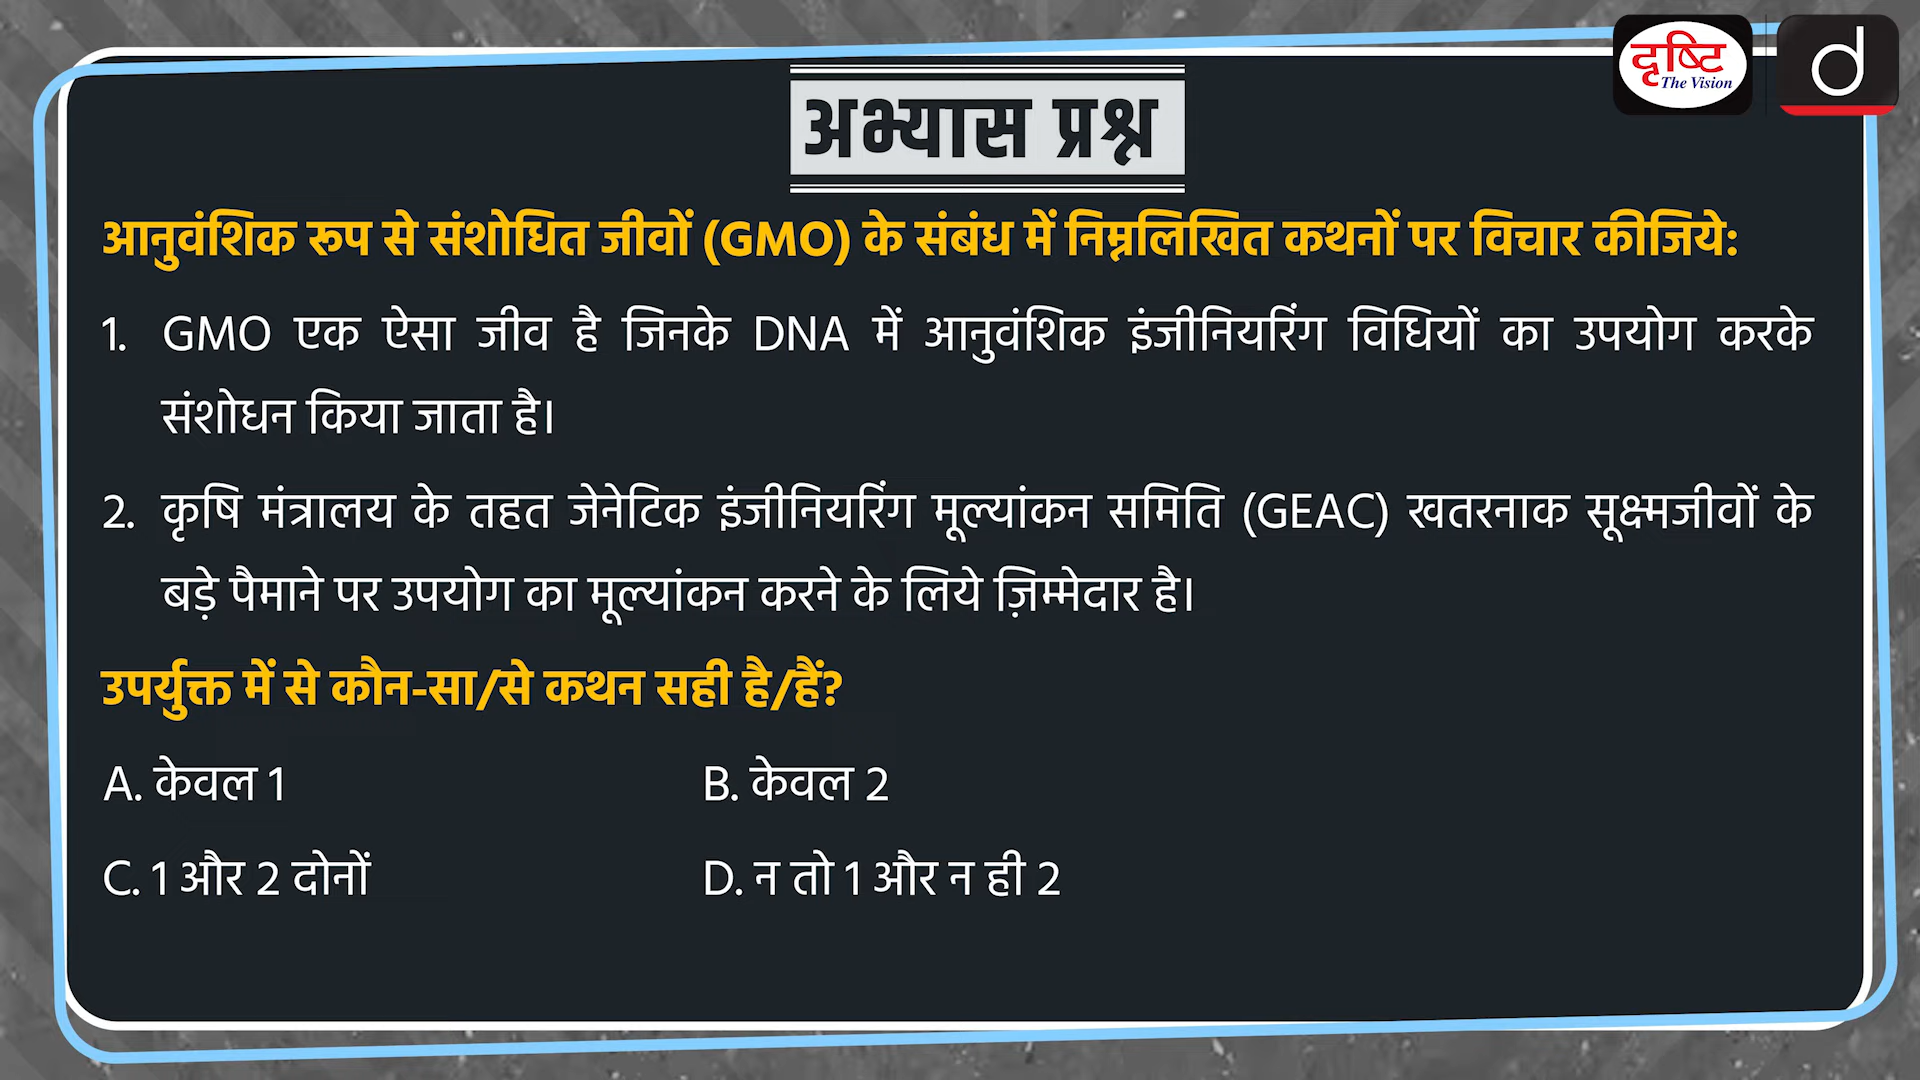 दृष्टि
The Vision
d
अभ्यास प्रश्न
आनुवंशिक रूप से संशोधित जीवों (GMO) के संबंध में निम्नलिखित कथनों पर विचार कीजिये:
1. GMO एक ऐसा जीव है जिनके DNA में आनुवंशिक इंजीनियरिंग विधियों का उपयोग करके
संशोधन किया जाता है।
2. कृषि मंत्रालय के तहत जेनेटिक इंजीनियरिंग मूल्यांकन समिति (GEAC) खतरनाक सूक्ष्मजीवों के
बड़े पैमाने पर उपयोग का मूल्यांकन करने के लिये ज़िम्मेदार है।
उपर्युक्त में से कौन-सा/से कथन सही है/हैं?
A. केवल 1 B. केवल 2
C. 1 और 2 दोनों D. न तो 1 और न ही 2